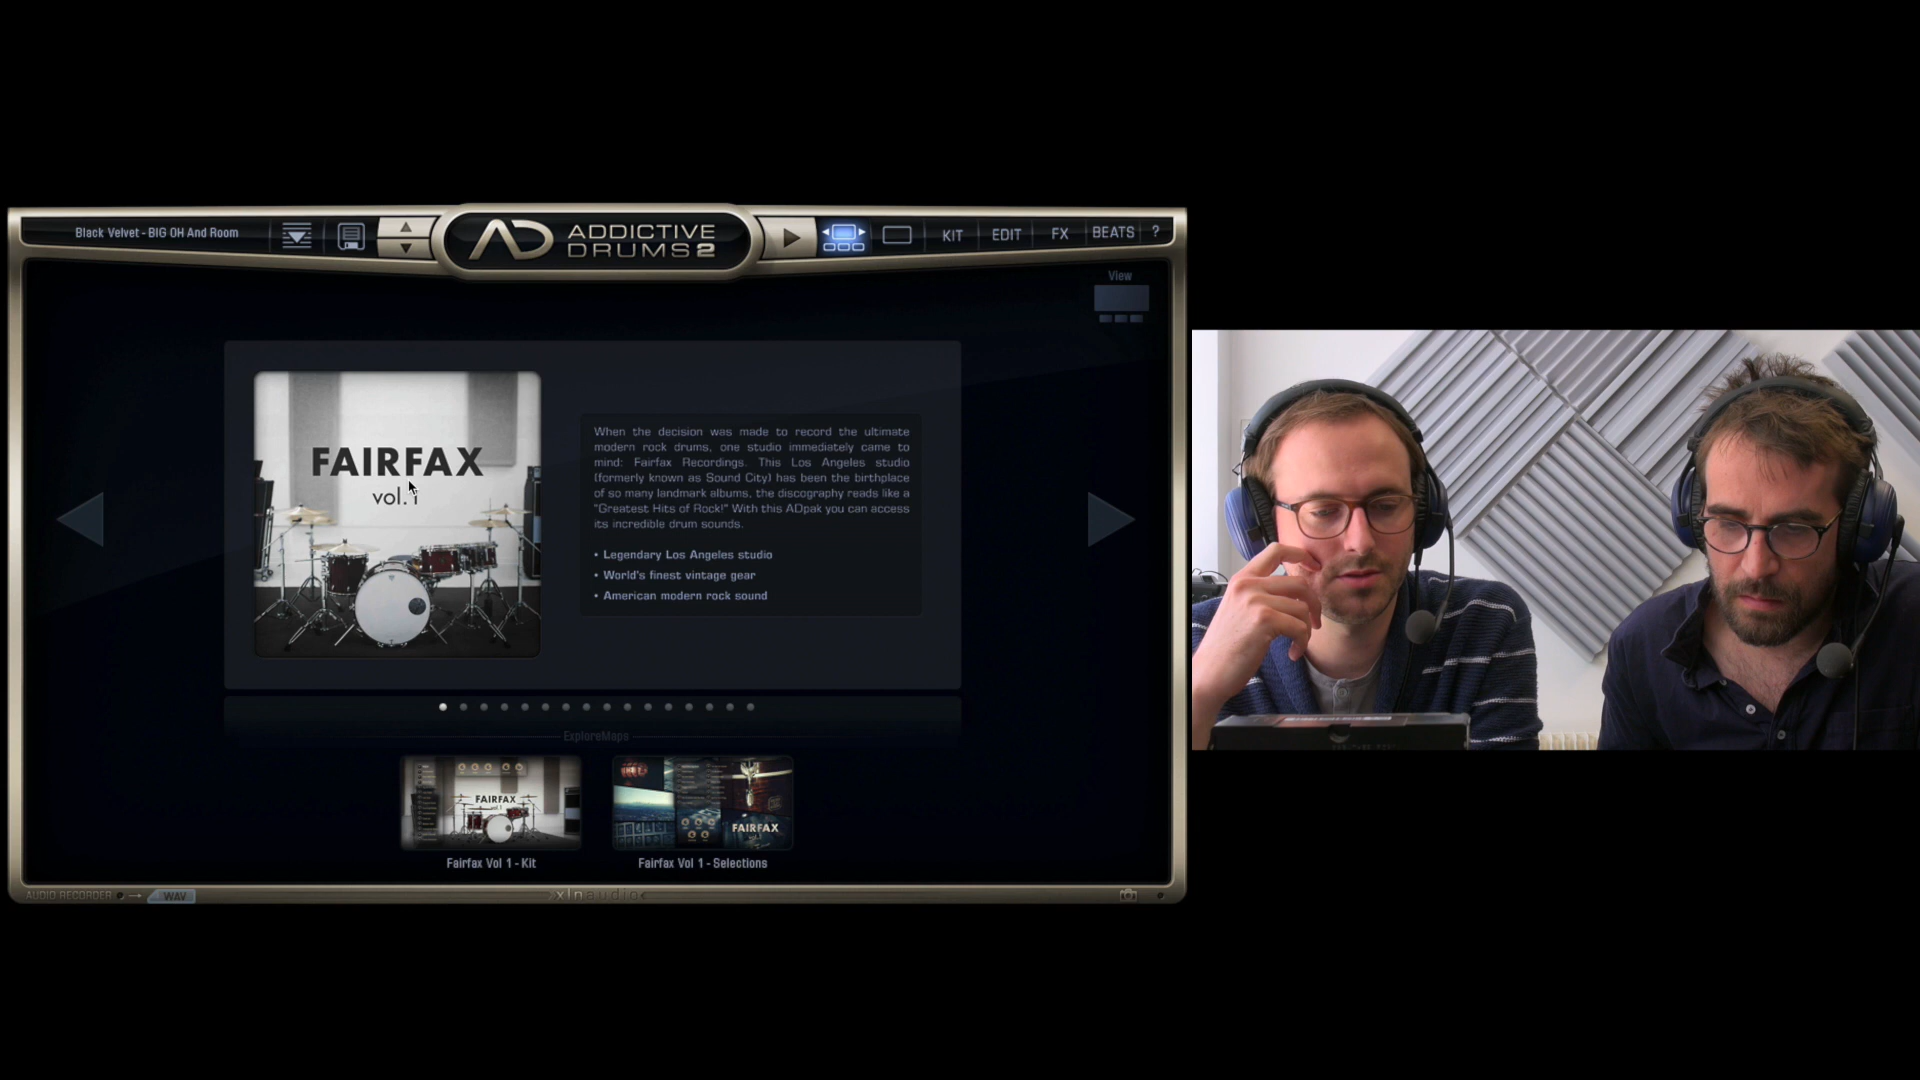 Black Velvet - BIG OH And Room
ADDICTIVE
DRUMS 2
KIT
EDIT
FX
BEATS
?
View
FAIRFAX
vol.1
When the decision was made to record the ultimate
modern rock drums, one studio immediately came to
mind: Fairfax Recordings. This Los Angeles studio
(formerly known as Sound City) has been the birthplace
of so many landmark albums, the discography reads like a
"Greatest Hits of Rock!" With this ADpak you can access
its incredible drum sounds.
• Legendary Los Angeles studio
• World's finest vintage gear
• American modern rock sound
ExploreMaps
FAIRFAX
FAIRFAX
Fairfax Vol 1 - Kit
Fairfax Vol 1 - Selections
AUDIO RECORDER
WAV
xlnaudio